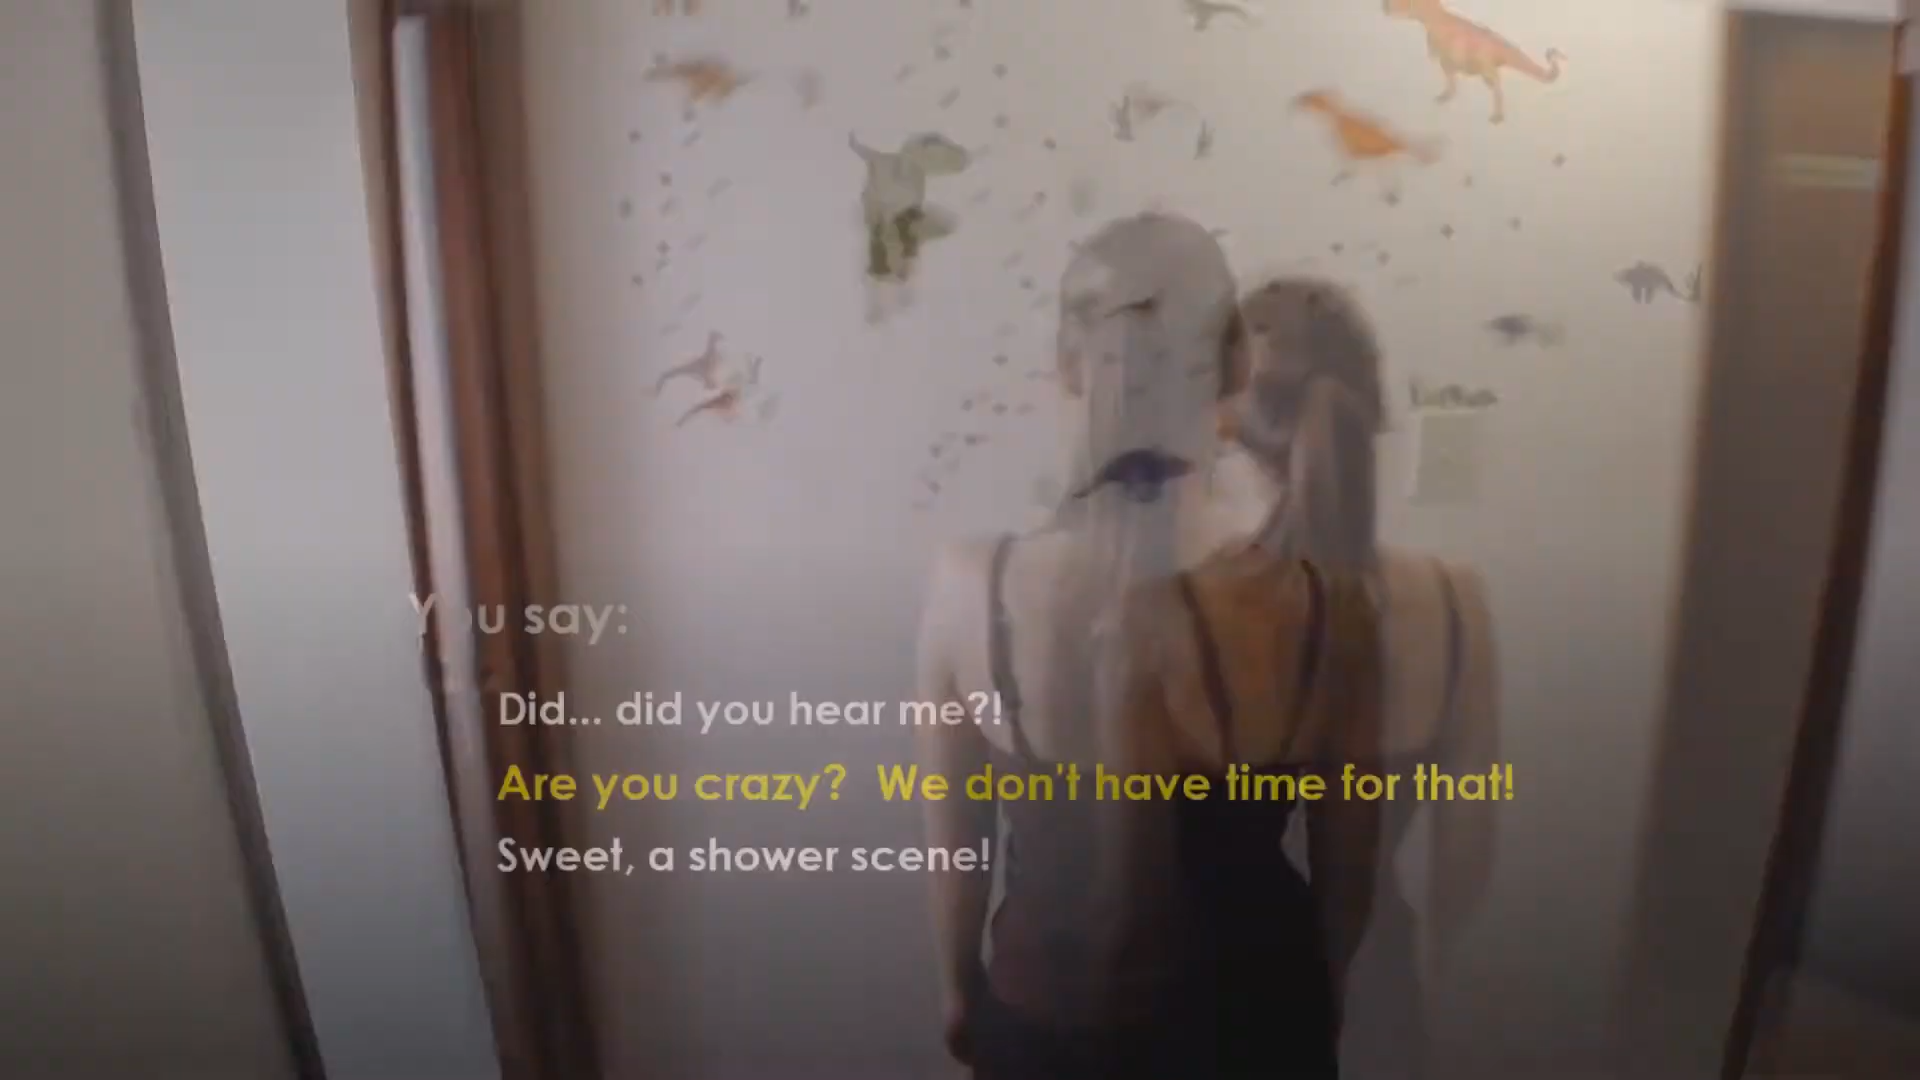 You say:
Did... did you hear me?!
Are you crazy? We don't have time for that!
Sweet, a shower scene!